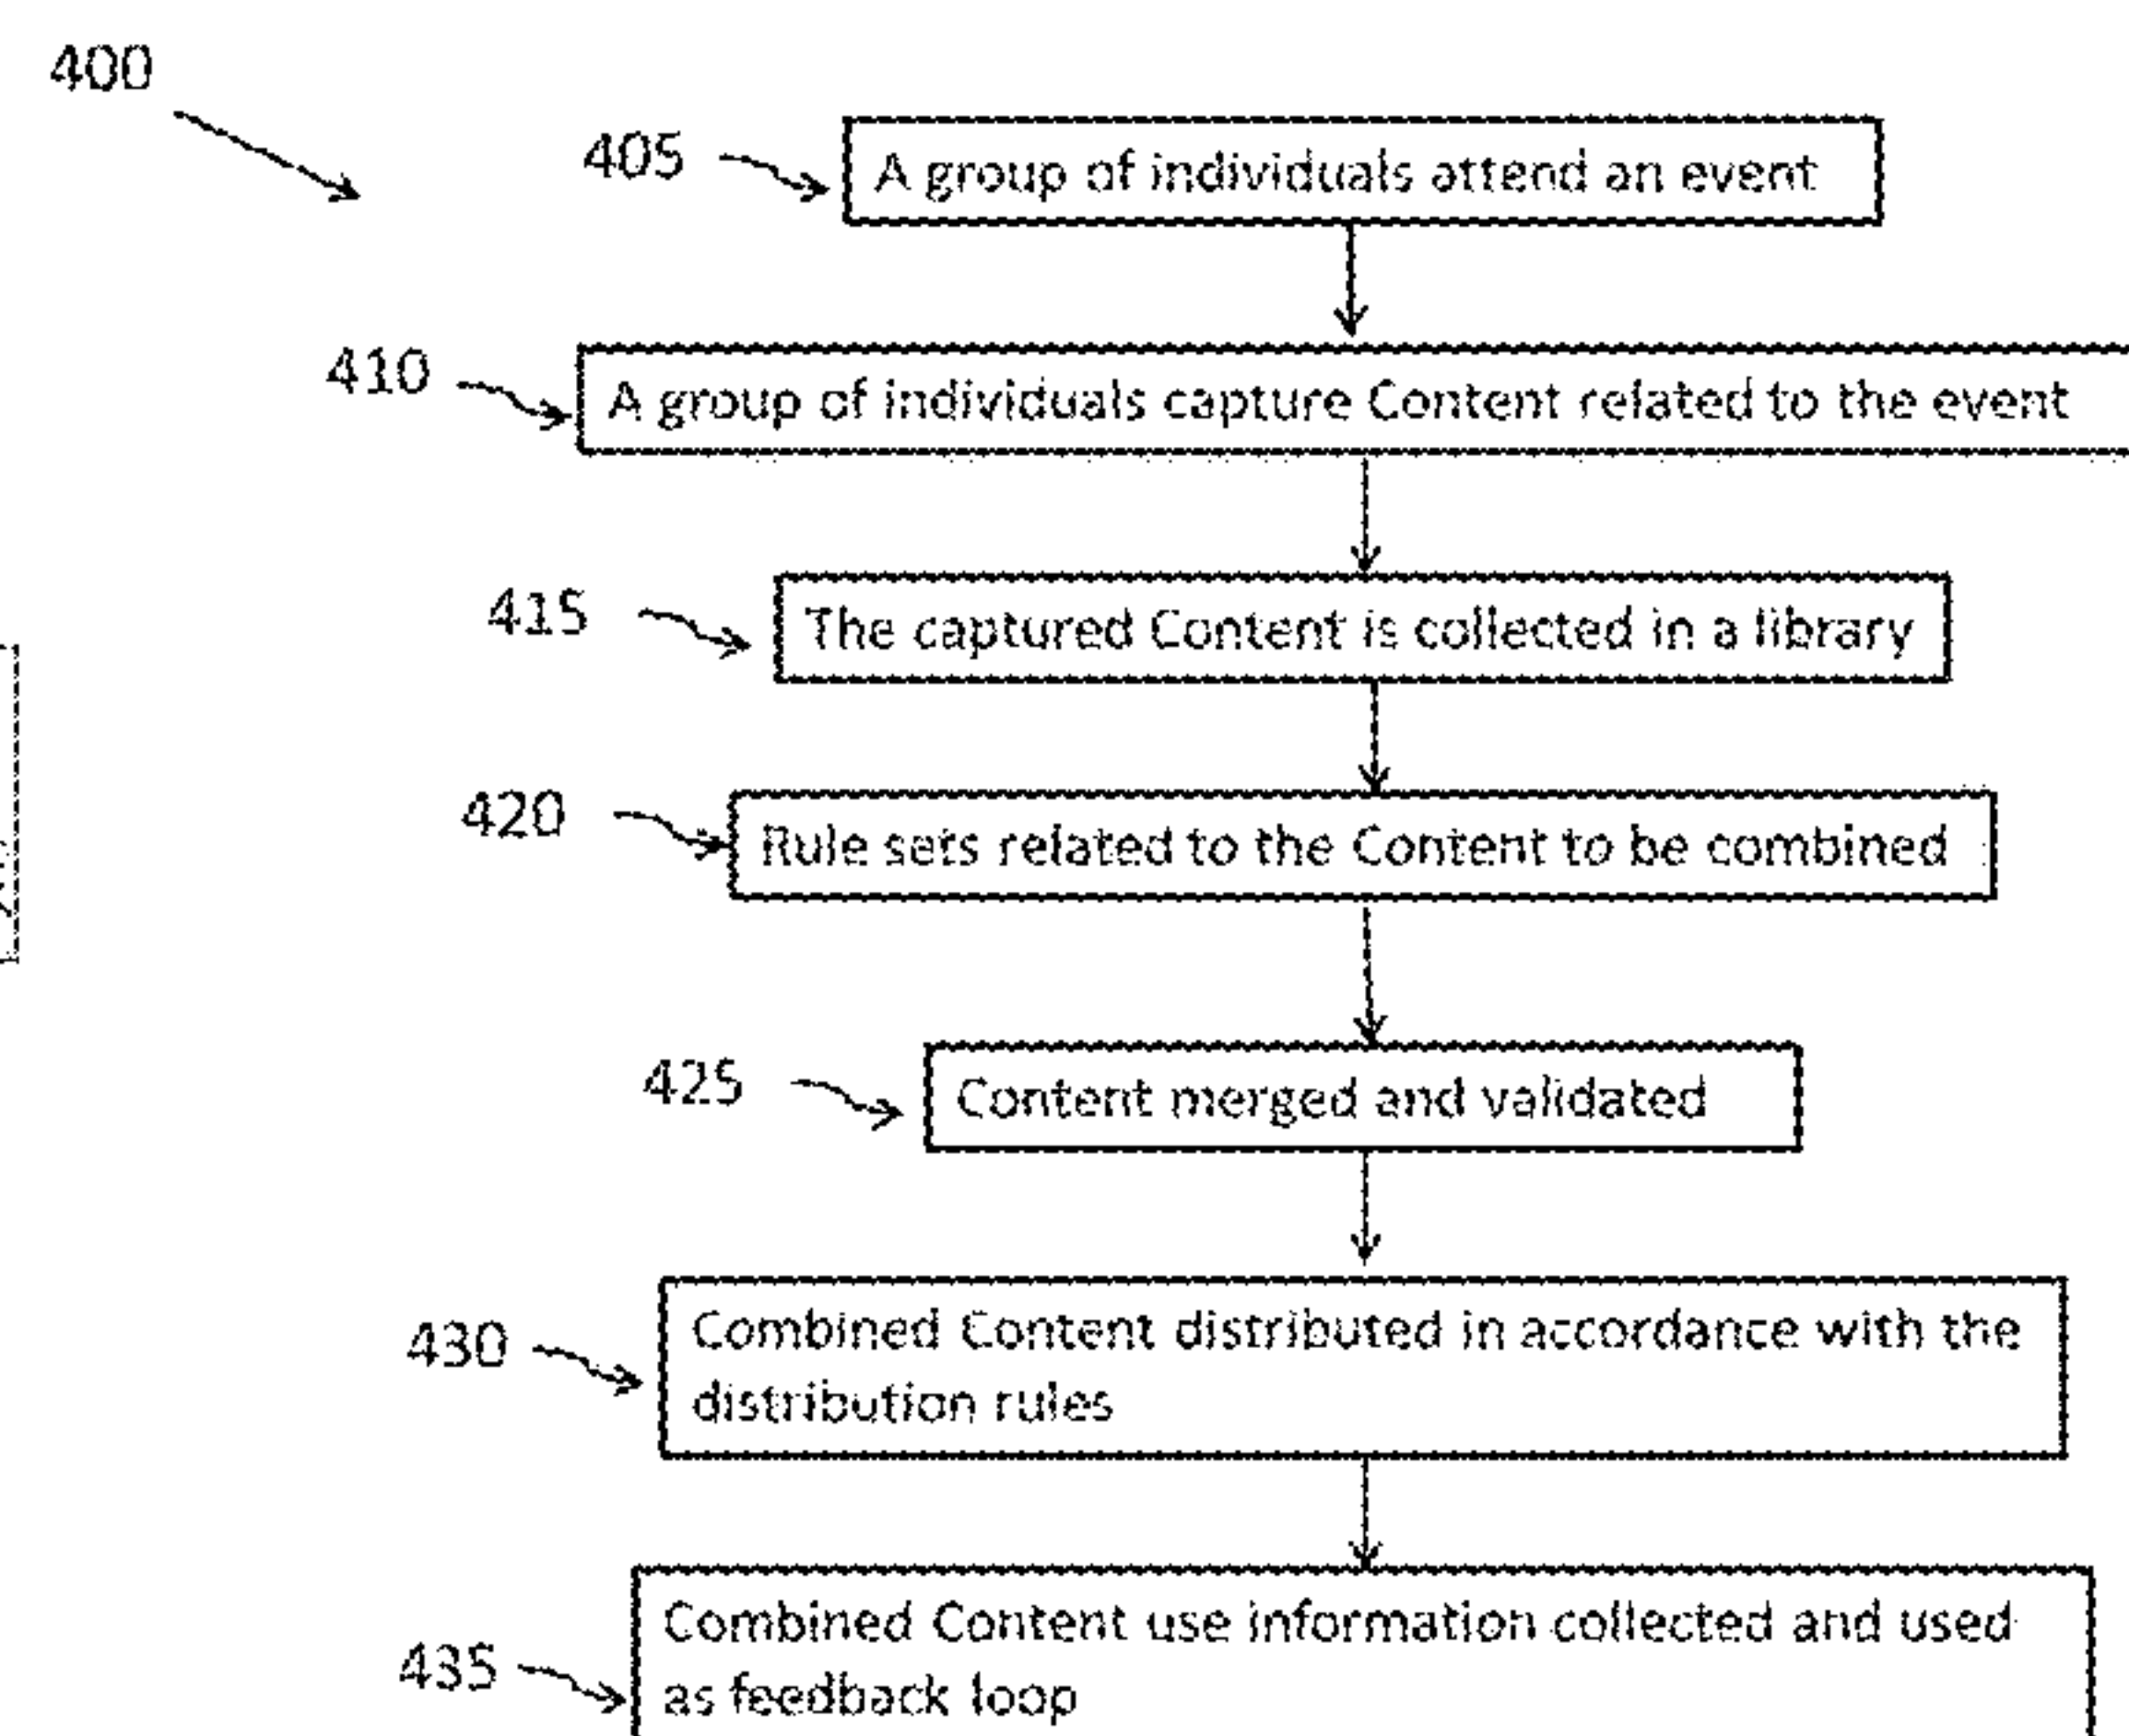 400
405
A group of individuals attend an event
410
A group of individuals capture Content related to the event
415
The captured Content is collected in a library
420
Rule sets related to the Content to be combined
425
Content merged and validated
430
Combined Content distributed in accordance with the
distribution rules
435
Combined Content use information collected and used
as feedback loop